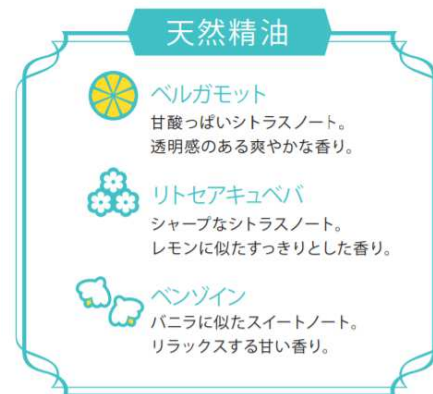 天然精油
ベルガモット
甘酸っぱいシトラスノート。
透明感のある爽やかな香り。
リトセアキュベバ
シャープなシトラスノート。
レモンに似たすっきりとした香り。
ベンゾイン
バニラに似たスイートノート。
リラックスする甘い香り。